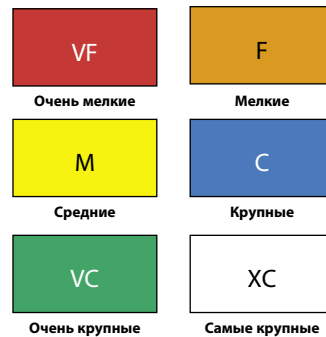 VF
F
Очень мелкие
Мелкие
M
C
Средние
Крупные
VC
XC
Очень крупные
Самые крупные